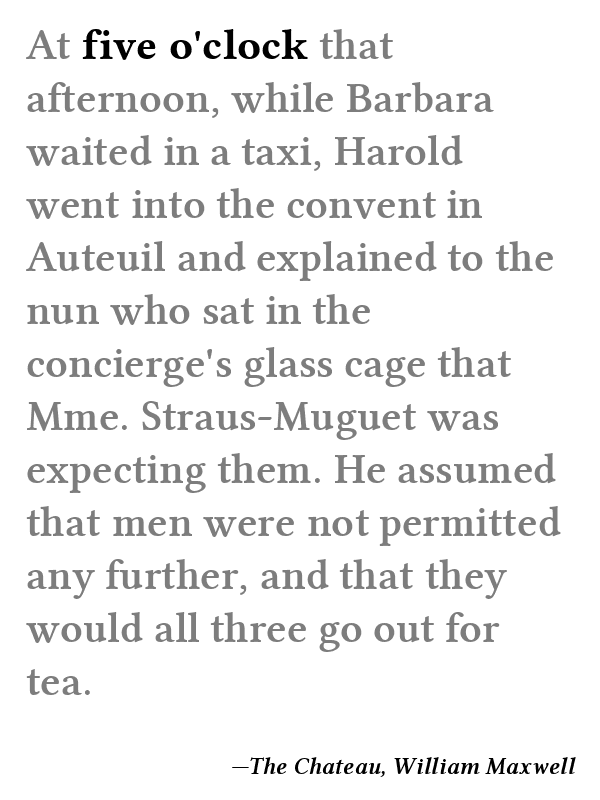 At five o'clock that
afternoon, while Barbara
waited in a taxi, Harold
went into the convent in
Auteuil and explained to the
nun who sat in the
concierge's glass cage that
Mme. Straus-Muguet was
expecting them. He assumed
that men were not permitted
any further, and that they
would all three go out for
tea.
—The Chateau, William Maxwell